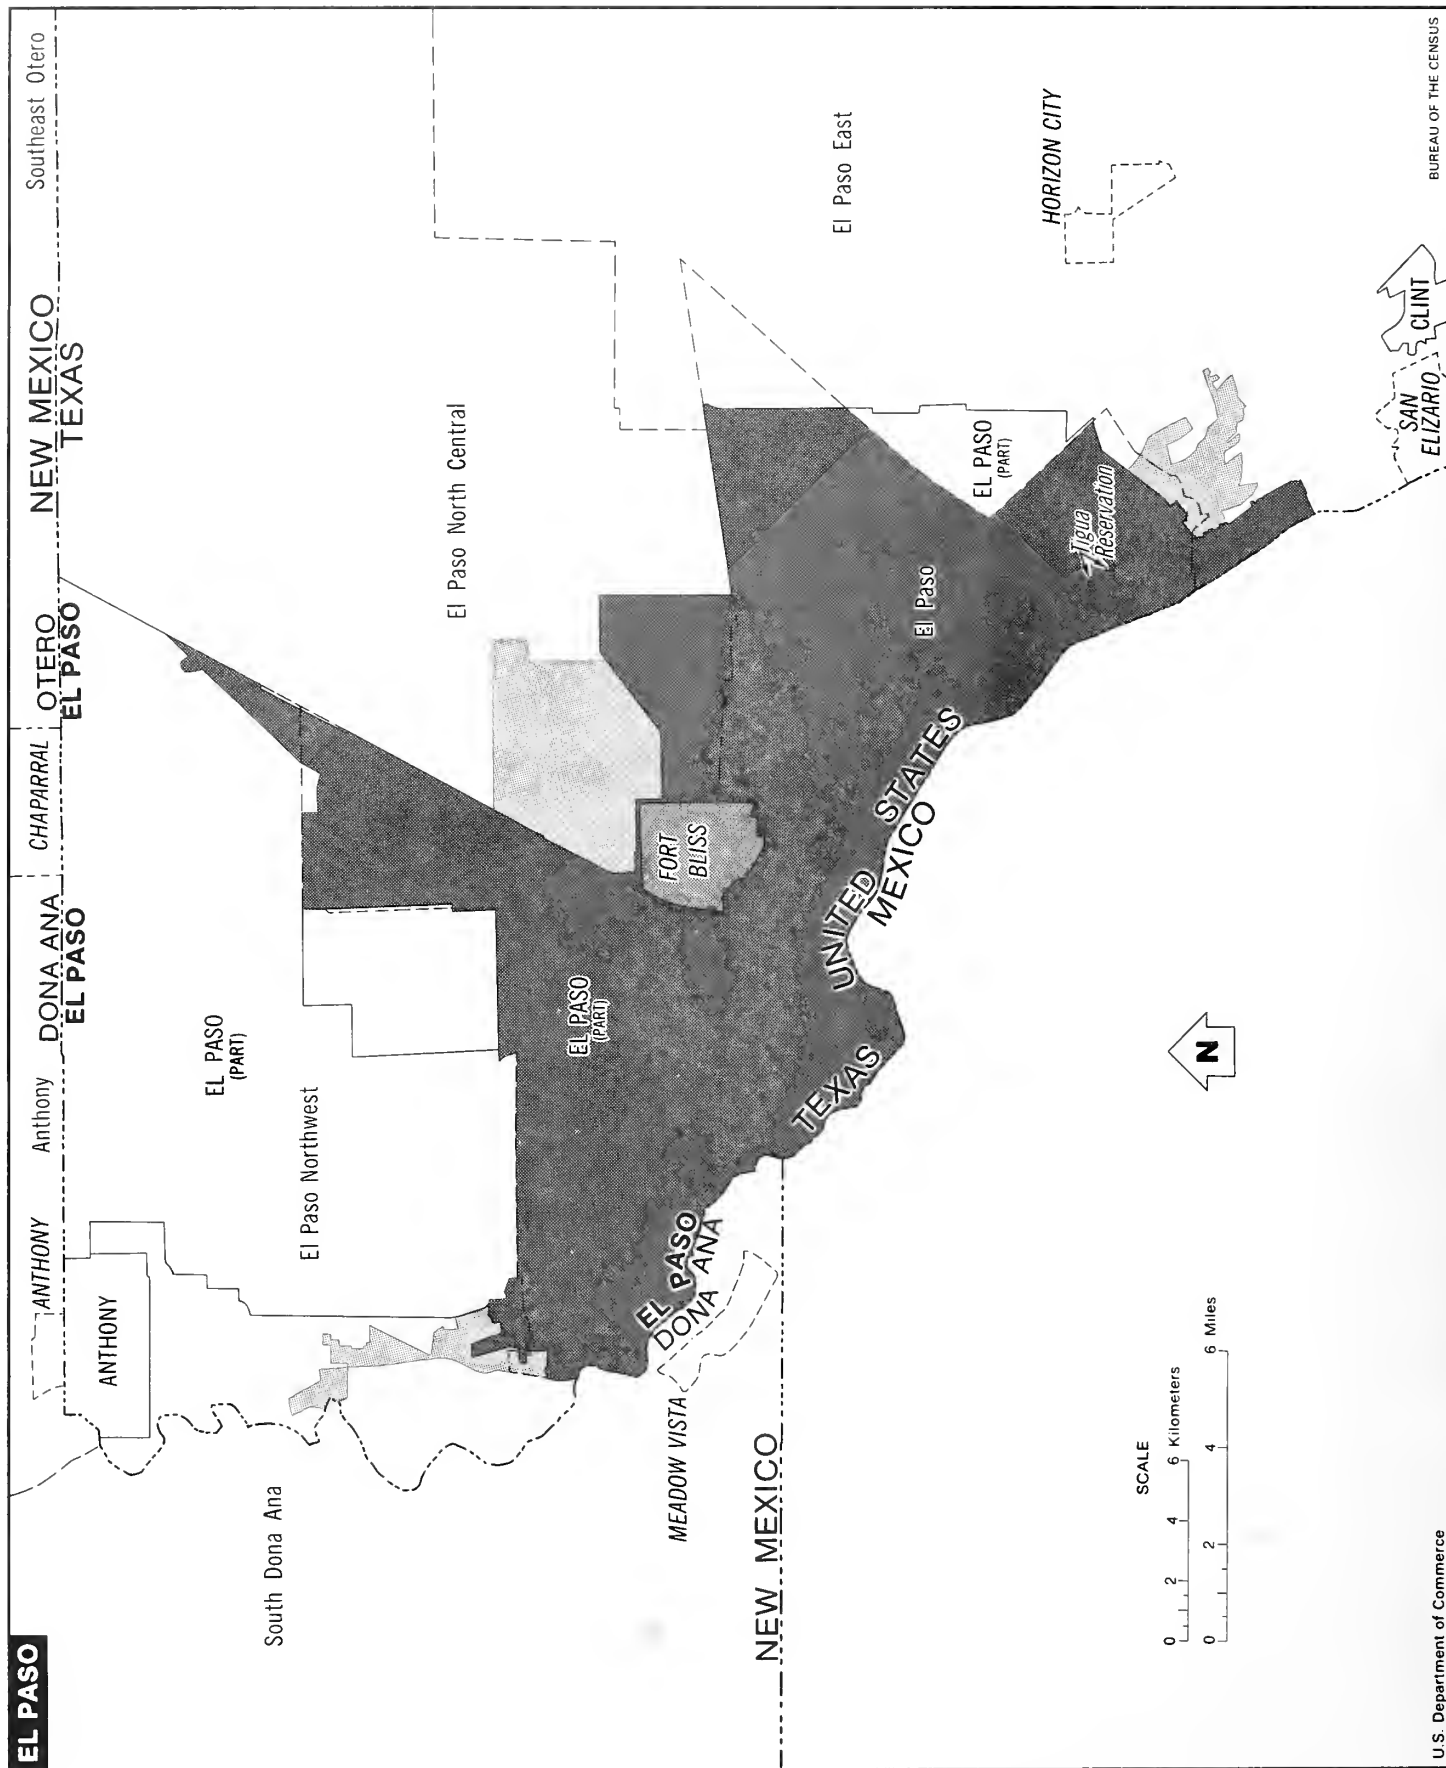 EL PASO
ANTHONY
Anthony
DONA ANA
EL PASO
CHAPARRAL
OTERO
EL PASO
NEW MEXICO
TEXAS
Southeast Otero
ANTHONY
South Dona Ana
El Paso Northwest
EL PASO
(PART)
El Paso North Central
EL PASO
(PART)
FORT
BLISS
El Paso East
MEADOW VISTA
EL PASO
DONA ANA
NEW MEXICO
TEXAS
UNITED STATES
MEXICO
El Paso
EL PASO
(PART)
Tigua
Reservation
HORIZON CITY
SAN
ELIZARIO
CLINT
N
SCALE
0 2 4 6 Kilometers
0 2 4 6 Miles
U.S. Department of Commerce
BUREAU OF THE CENSUS